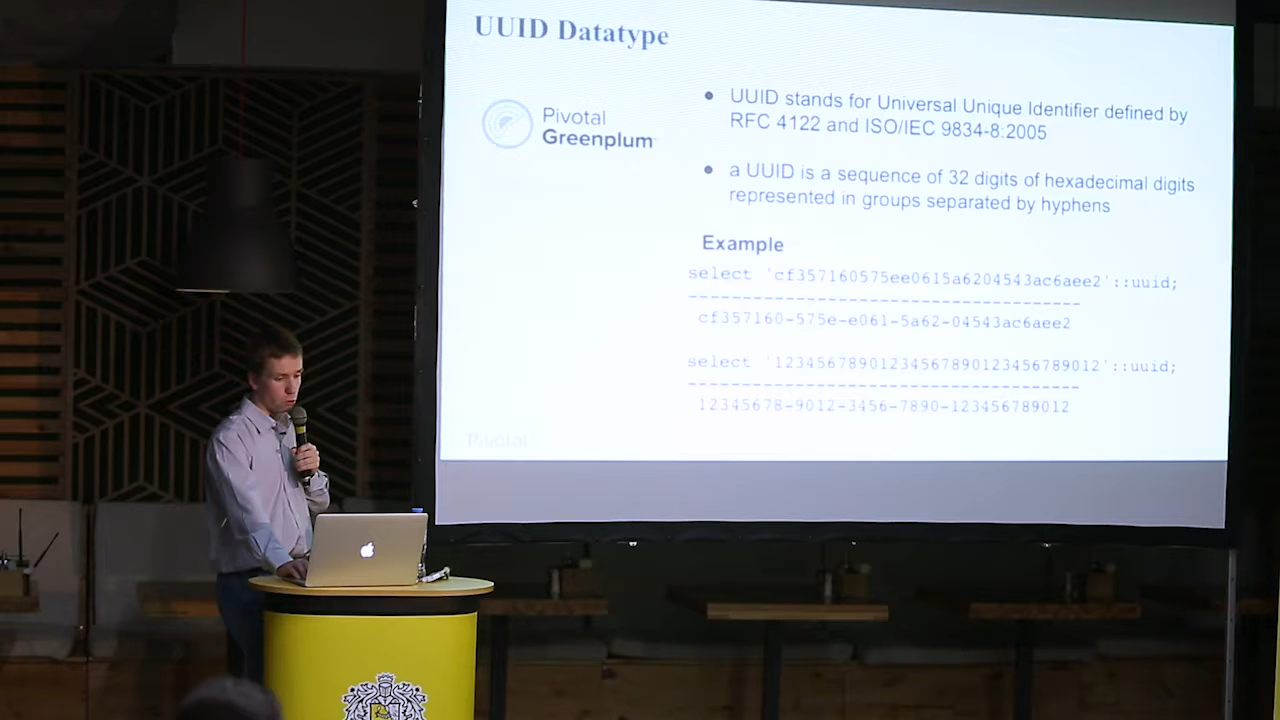 UUID Datatype
Pivotal
Greenplum
• UUID stands for Universal Unique Identifier defined by
RFC 4122 and ISO/IEC 9834-8:2005
• a UUID is a sequence of 32 digits of hexadecimal digits
represented in groups separated by hyphens
Example
select 'cf357160575ee0615a6204543ac6aee2'::uuid;
------------------------------------
cf357160-575e-e061-5a62-04543ac6aee2
select '12345678901234567890123456789012'::uuid;
------------------------------------
12345678-9012-3456-7890-123456789012
Pivotal